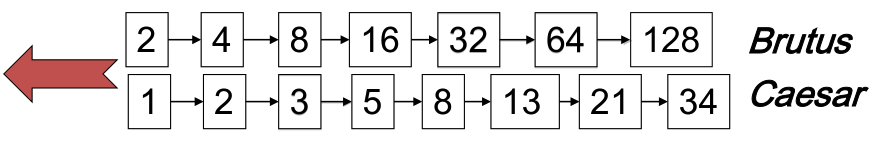 2 4 8 16 32 64 128 Brutus
1 2 3 5 8 13 21 34 Caesar